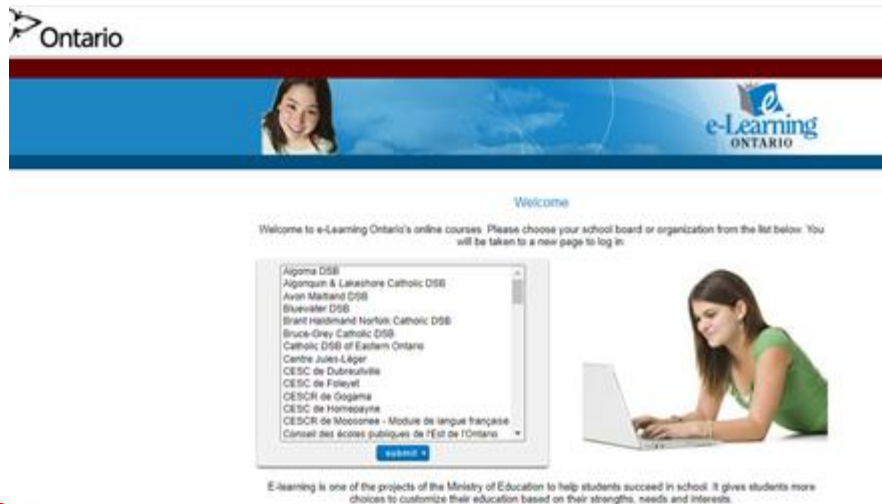 Ontario
e-Learning
ONTARIO
Welcome
Welcome to e-Learning Ontario's online courses. Please choose your school board or organization from the list below. You
will be taken to a new page to log in:
Algoma DSB
Algonquin & Lakeshore Catholic DSB
Avon Maitland DSB
Bluewater DSB
Brant Haldimand Norfolk Catholic DSB
Bruce-Grey Catholic DSB
Catholic DSB of Eastern Ontario
Centre Jules-Léger
CESC de Dubreuilville
CESC de Foleyet
CESCR de Gogama
CESC de Hornepayne
CESCR de Moosonee - Module de langue française
Conseil des écoles publiques de l'Est de l'Ontario
submit
E-learning is one of the projects of the Ministry of Education to help students succeed in school. It gives students more
choices to customize their education based on their strengths, needs and interests.